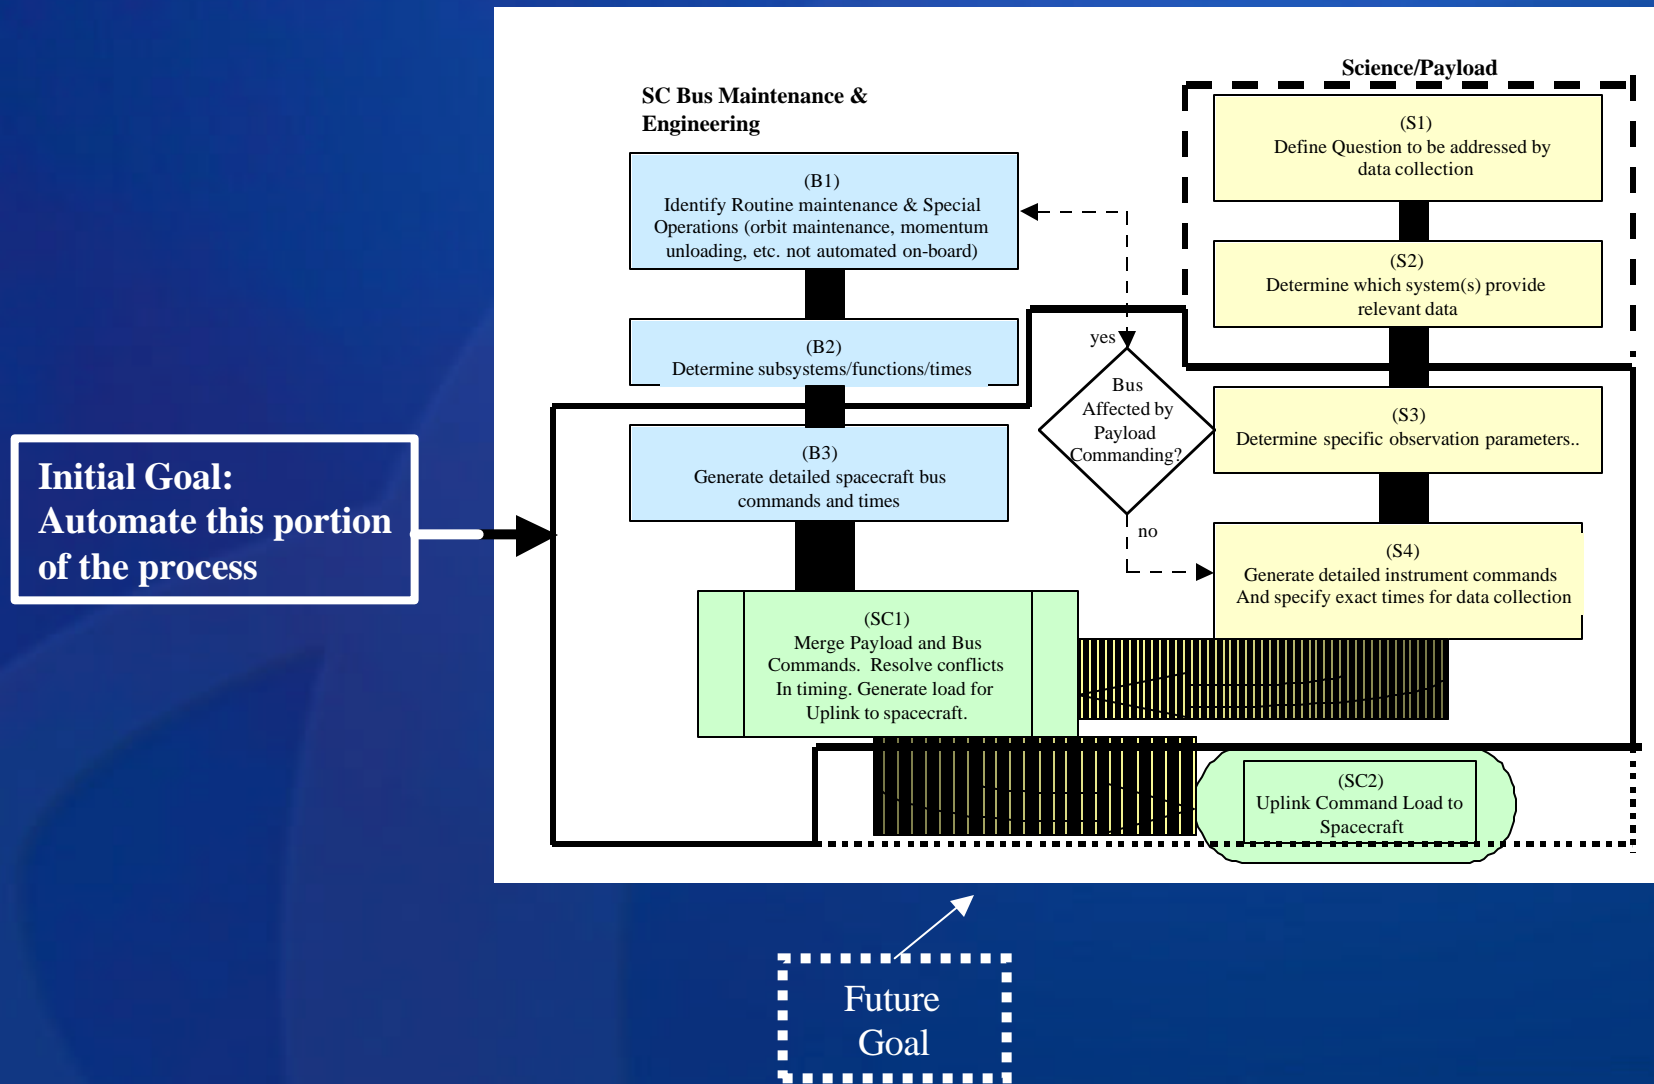 Science/Payload
SC Bus Maintenance &
Engineering
(S1)
Define Question to be addressed by
data collection
(B1)
Identify Routine maintenance & Special
Operations (orbit maintenance, momentum
unloading, etc. not automated on-board)
(S2)
Determine which system(s) provide
relevant data
(B2)
Determine subsystems/functions/times
yes
Bus
Affected by
Payload
Commanding?
(S3)
Determine specific observation parameters..
(B3)
Generate detailed spacecraft bus
commands and times
Initial Goal:
Automate this portion
of the process
no
(S4)
Generate detailed instrument commands
And specify exact times for data collection
(SC1)
Merge Payload and Bus
Commands. Resolve conflicts
In timing. Generate load for
Uplink to spacecraft.
(SC2)
Uplink Command Load to
Spacecraft
Future
Goal